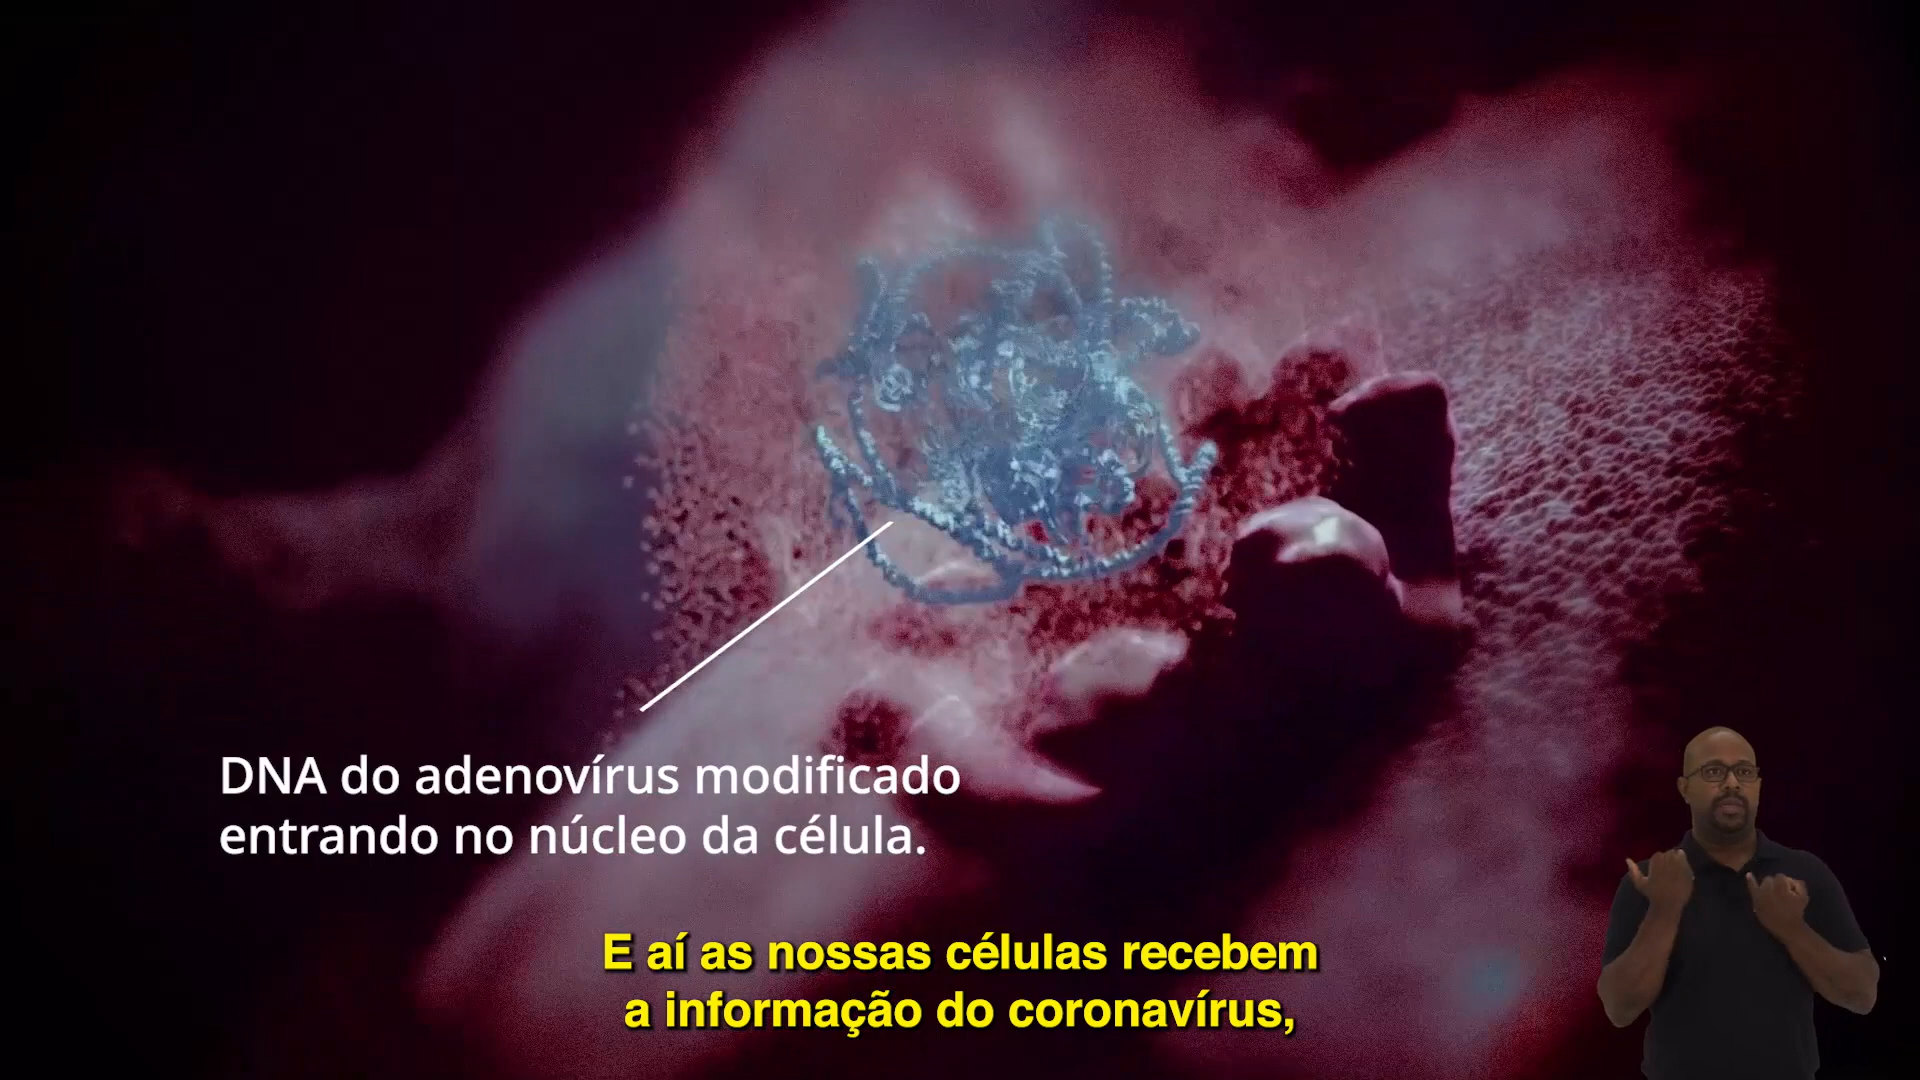 DNA do adenovírus modificado
entrando no núcleo da célula.
E aí as nossas células recebem
a informação do coronavírus,